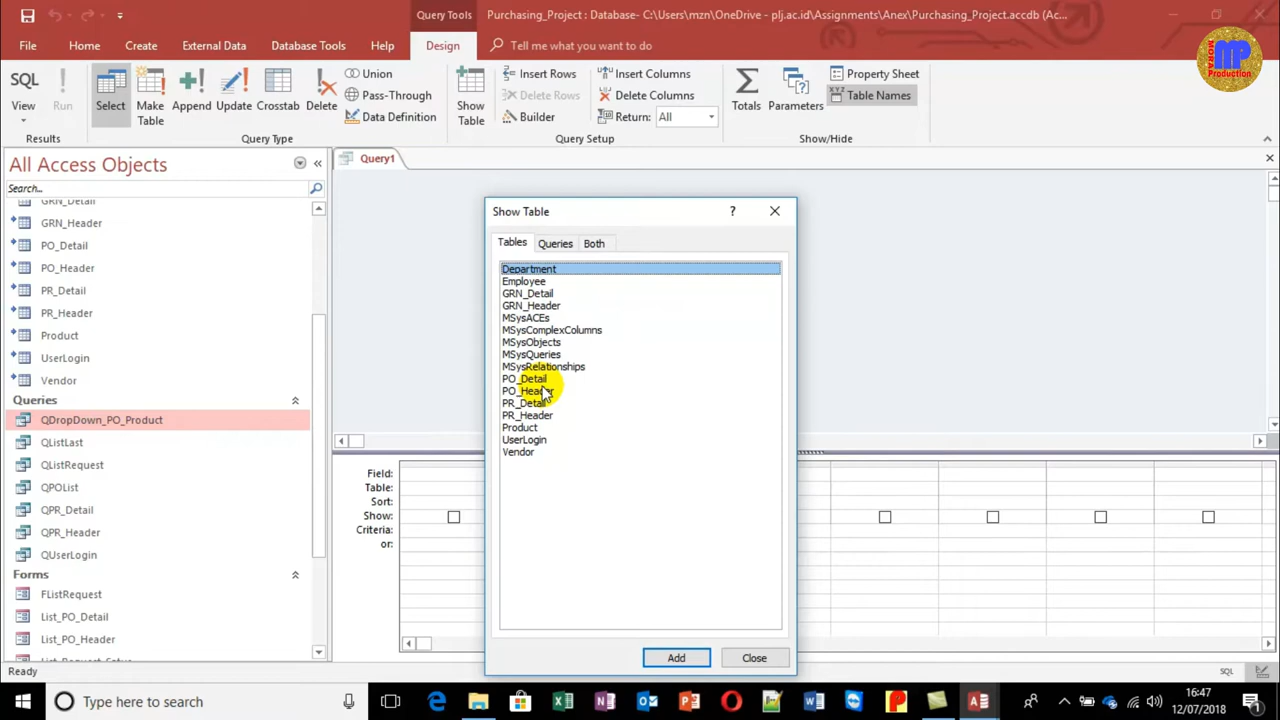 Query Tools
Purchasing_Project : Database- C:\Users\mzn\OneDrive - plj.ac.id\Assignments\Anex\Purchasing_Project.accdb (Ac...
File
Home
Create
External Data
Database Tools
Help
Design
Tell me what you want to do
MP
Production
SQL
View
Run
Select
Make
Table
Append
Update
Crosstab
Delete
Union
Pass-Through
Data Definition
Show
Table
Insert Rows
Delete Rows
Builder
Insert Columns
Delete Columns
Return: All
Totals
Parameters
Property Sheet
XYZ
Table Names
Results
Query Type
Query Setup
Show/Hide
All Access Objects
Search...
GRN_Detail
GRN_Header
PO_Detail
PO_Header
PR_Detail
PR_Header
Product
UserLogin
Vendor
Queries
QDropDown_PO_Product
QListLast
QListRequest
QPOList
QPR_Detail
QPR_Header
QUserLogin
Forms
FListRequest
List_PO_Detail
List_PO_Header
Query1
Show Table
?
Tables
Queries
Both
Department
Employee
GRN_Detail
GRN_Header
MSysACEs
MSysComplexColumns
MSysObjects
MSysQueries
MSysRelationships
PO_Detail
PO_Header
PR_Detail
PR_Header
Product
UserLogin
Vendor
Add
Close
Field:
Table:
Sort:
Show:
Criteria:
or:
Ready
SQL
Type here to search
16:47
12/07/2018